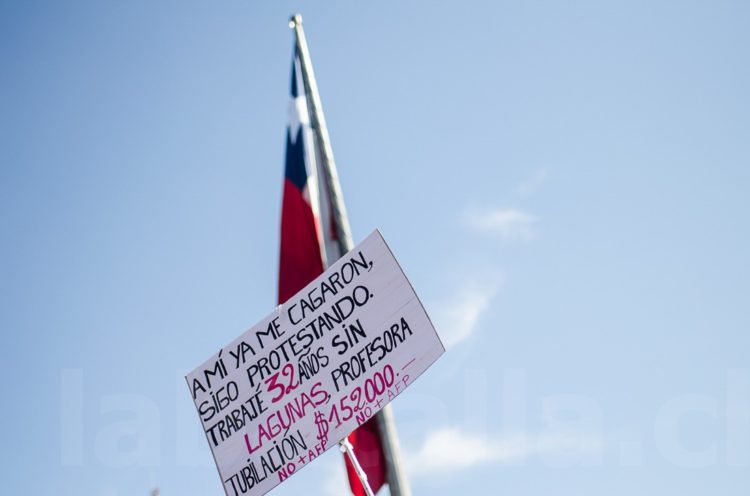 AMÍ YA ME CAGARON,
SIGO PROTESTANDO.
TRABAJÉ 32 AÑOS SIN
LAGUNAS, PROFESORA
JUBILACIÓN $152.000.—
NO + AFP NO + AFP